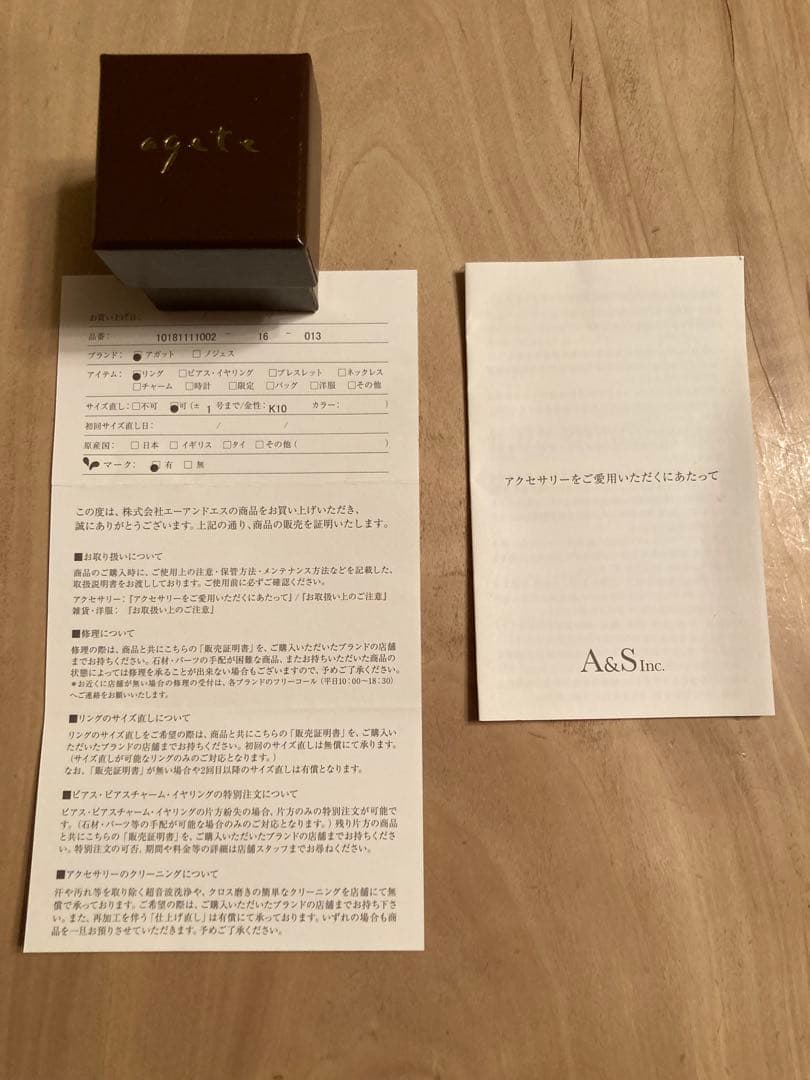 agete
お買い上げ日: / /
品番: 10181111002 - 16 - 013
ブランド: アガット □ ノジェス
アイテム: リング □ピアス・イヤリング □ブレスレット □ネックレス
□チャーム □時計 □限定 □バッグ □洋服 □その他
サイズ直し: □不可 可 (± 1 号まで/金性: K10 カラー: )
初回サイズ直し日: / /
原産国: □ 日本 □ イギリス □タイ □ その他 ( )
マーク: 有 □ 無
この度は、株式会社エーアンドエスの商品をお買い上げいただき、
誠にありがとうございます。上記の通り、商品の販売を証明いたします。
■お取り扱いについて
商品のご購入時に、ご使用上の注意・保管方法・メンテナンス方法などを記載した、
取扱説明書をお渡ししております。ご使用前に必ずご確認ください。
アクセサリー:『アクセサリーをご愛用いただくにあたって』/『お取扱い上のご注意』
雑貨・洋服: 『お取扱い上のご注意』
■修理について
修理の際は、商品と共にこちらの「販売証明書」を、ご購入いただいたブランドの店舗
までお持ちください。石材・パーツの手配が困難な商品、またお持ちいただいた商品の
状態によっては修理を承ることが出来ない場合もございますので、予めご了承ください。
*お近くに店舗が無い場合の修理の受付は、各ブランドのフリーコール(平日10:00～18:30)
へご連絡をお願いいたします。
■リングのサイズ直しについて
リングのサイズ直しをご希望の際は、商品と共にこちらの「販売証明書」を、ご購入い
ただいたブランドの店舗までお持ちください。初回のサイズ直しは無償にて承ります。
(サイズ直しが可能なリングのみのご対応となります。)
なお、「販売証明書」が無い場合や2回目以降のサイズ直しは有償となります。
■ピアス・ピアスチャーム・イヤリングの特別注文について
ピアス・ピアスチャーム・イヤリングの片方紛失の場合、片方のみの特別注文が可能で
す。(石材・パーツ等の手配が可能な場合のみのご対応となります。)残り片方の商品
と共にこちらの「販売証明書」を、ご購入いただいたブランドの店舗までお持ちくださ
い。特別注文の可否、期間や料金等の詳細は店舗スタッフまでお尋ねください。
■アクセサリーのクリーニングについて
汗や汚れ等を取り除く超音波洗浄や、クロス磨きの簡単なクリーニングを店舗にて無
償で承っております。ご希望の際は、ご購入いただいたブランドの店舗までお持ち下さ
い。また、再加工を伴う「仕上げ直し」は有償にて承っております。いずれの場合も商
品を一旦お預りさせていただきます。予めご了承ください。
アクセサリーをご愛用いただくにあたって
A&S Inc.